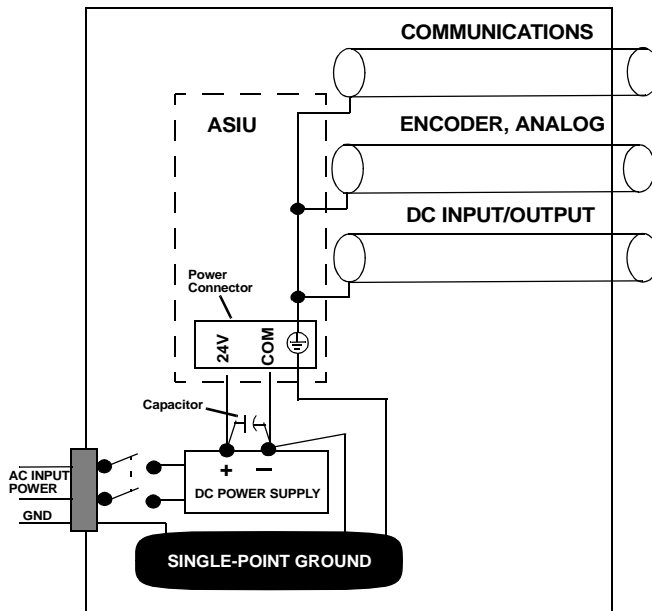 COMMUNICATIONS
ASIU
ENCODER, ANALOG
DC INPUT/OUTPUT
Power
Connector
24V
COM
Capacitor
+
–
AC INPUT
POWER
DC POWER SUPPLY
GND
SINGLE-POINT GROUND